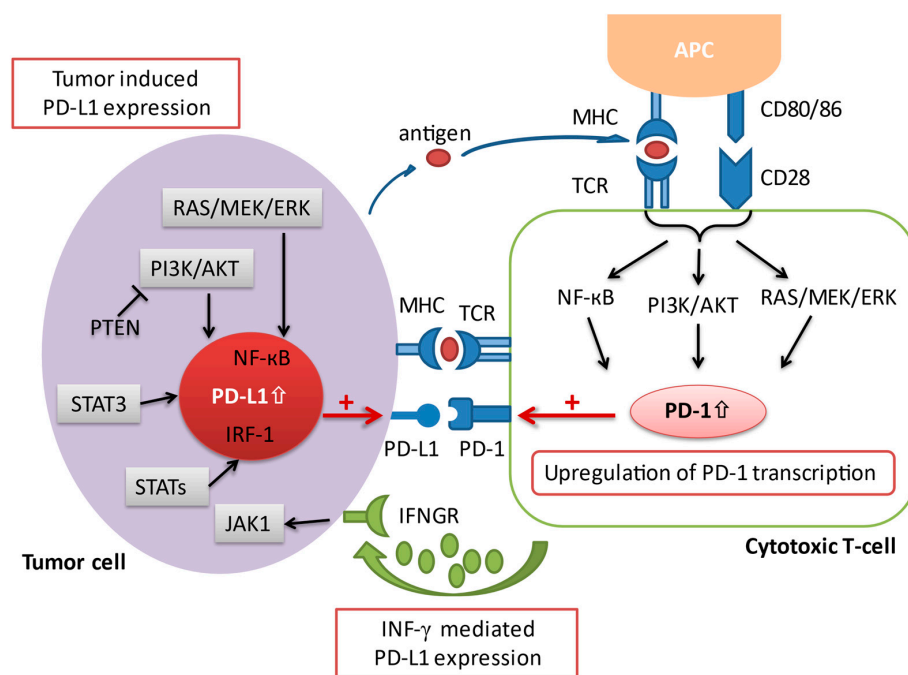 APC
Tumor induced
PD-L1 expression
antigen
MHC
CD80/86
TCR
CD28
RAS/MEK/ERK
PI3K/AKT
PTEN
NF-κB
PD-L1⇧
IRF-1
STAT3
STATs
JAK1
Tumor cell
MHC
TCR
+
PD-L1
PD-1
+
IFNGR
NF-κB
PI3K/AKT
RAS/MEK/ERK
PD-1⇧
Upregulation of PD-1 transcription
Cytotoxic T-cell
INF-γ mediated
PD-L1 expression